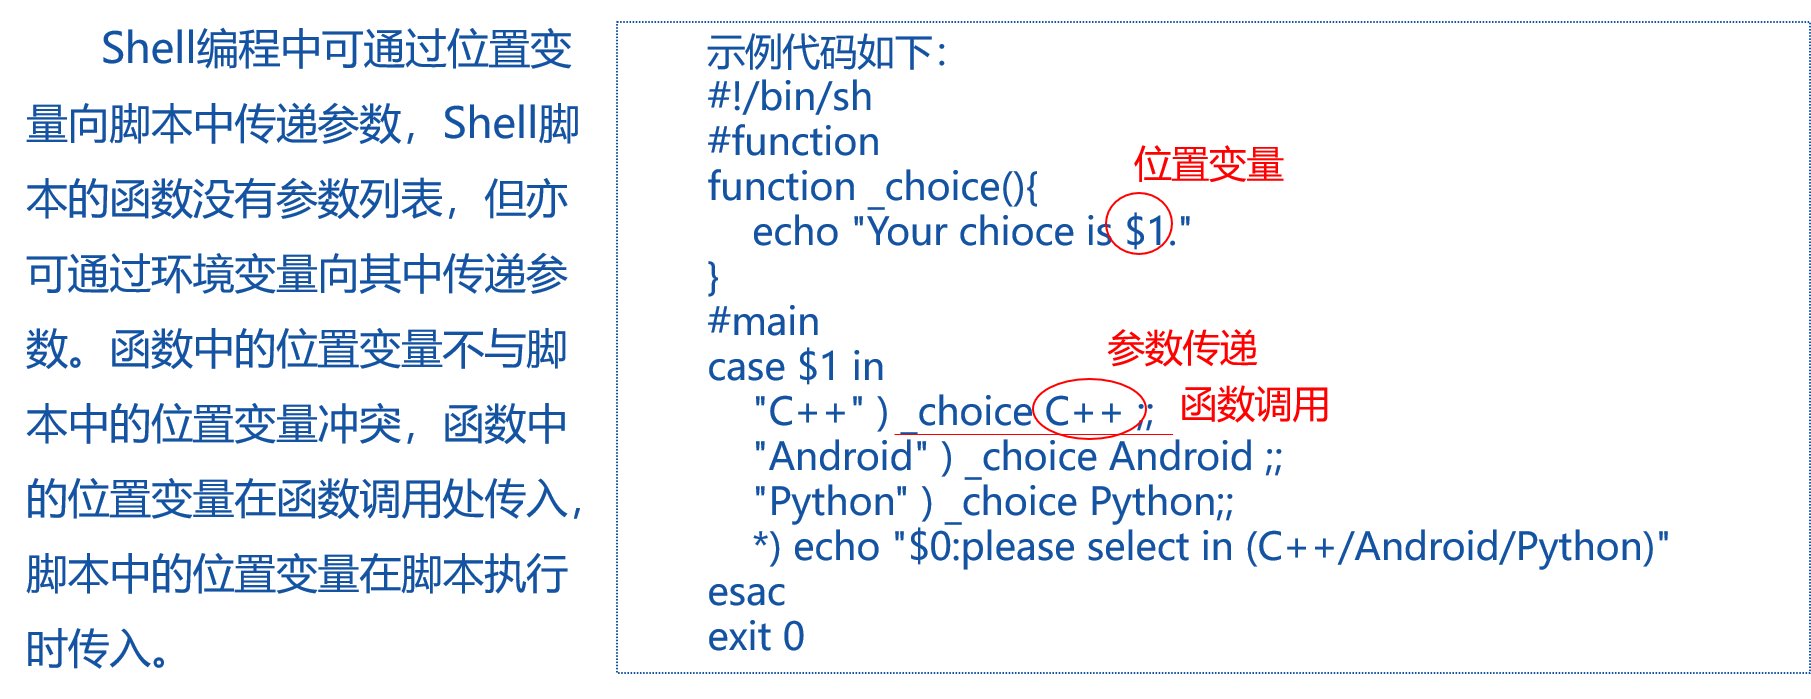 Shell编程中可通过位置变
量向脚本中传递参数，Shell脚
本的函数没有参数列表，但亦
可通过环境变量向其中传递参
数。函数中的位置变量不与脚
本中的位置变量冲突，函数中
的位置变量在函数调用处传入，
脚本中的位置变量在脚本执行
时传入。
示例代码如下：
#!/bin/sh
#function
位置变量
function _choice(){
echo "Your chioce is $1."
}
#main
参数传递
case $1 in
"C++" ) _choice C++ ;;
函数调用
"Android" ) _choice Android ;;
"Python" ) _choice Python;;
*) echo "$0:please select in (C++/Android/Python)"
esac
exit 0